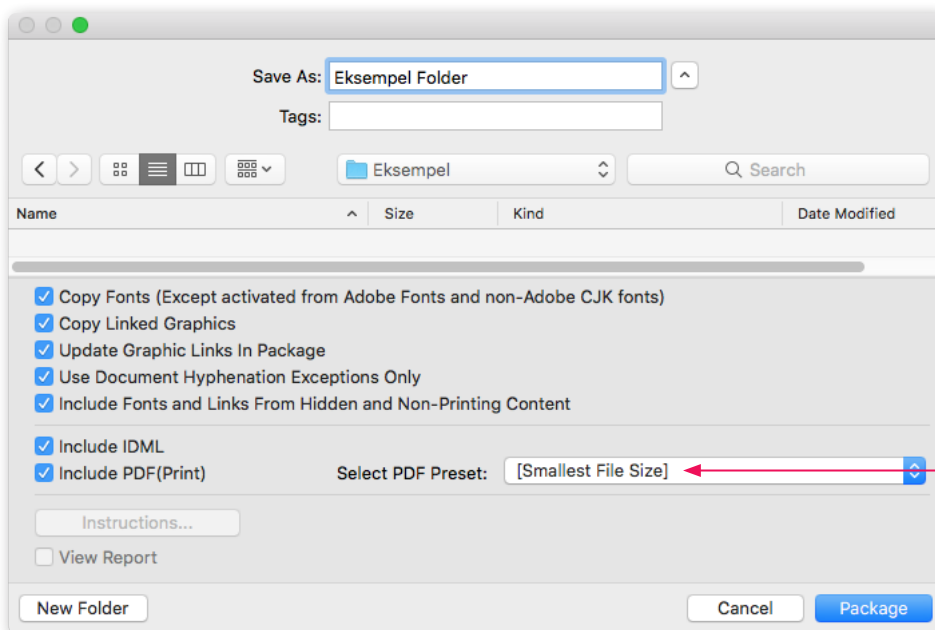 Save As: Eksempel Folder
Tags:
Eksempel
Search
Name Size Kind Date Modified
Copy Fonts (Except activated from Adobe Fonts and non-Adobe CJK fonts)
Copy Linked Graphics
Update Graphic Links In Package
Use Document Hyphenation Exceptions Only
Include Fonts and Links From Hidden and Non-Printing Content
Include IDML
Include PDF(Print) Select PDF Preset: [Smallest File Size]
Instructions...
View Report
New Folder Cancel Package